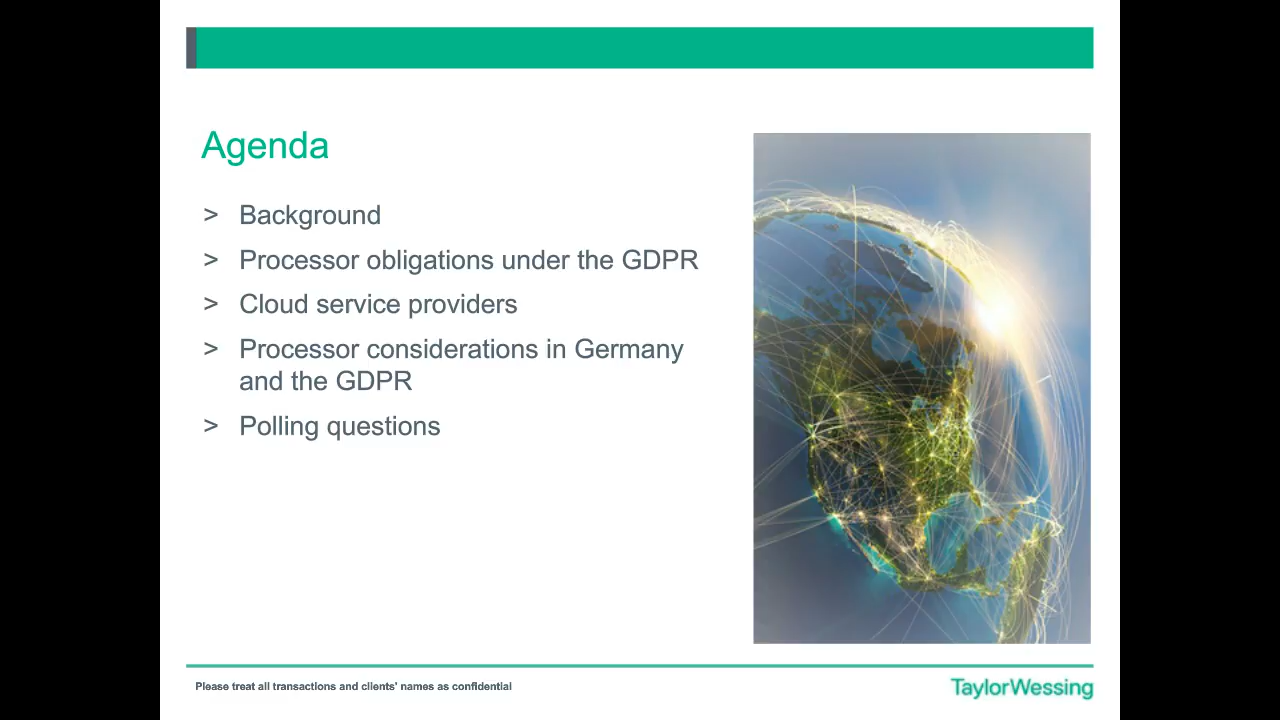 Agenda
> Background
> Processor obligations under the GDPR
> Cloud service providers
> Processor considerations in Germany
and the GDPR
> Polling questions
Please treat all transactions and clients' names as confidential
TaylorWessing